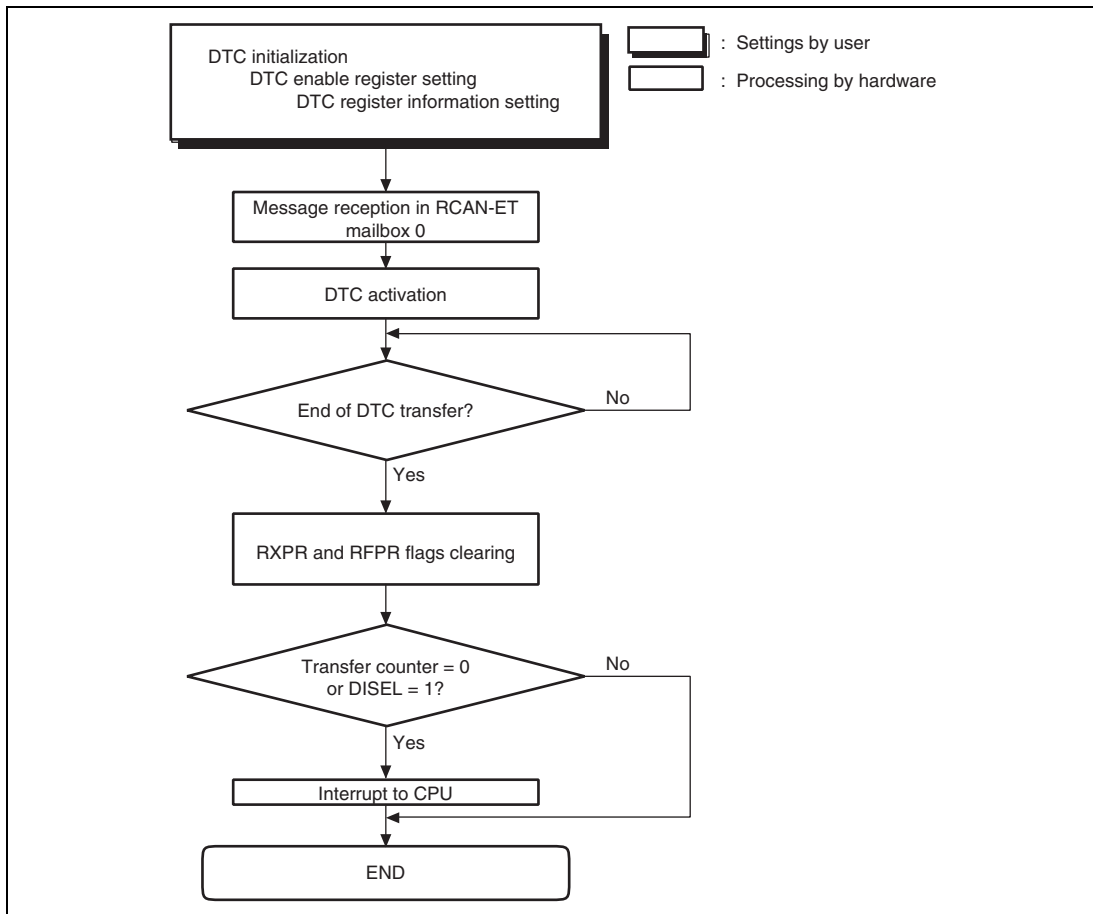 DTC initialization
DTC enable register setting
DTC register information setting
: Settings by user
: Processing by hardware
Message reception in RCAN-ET
mailbox 0
DTC activation
End of DTC transfer?
No
Yes
RXPR and RFPR flags clearing
Transfer counter = 0
or DISEL = 1?
No
Yes
Interrupt to CPU
END